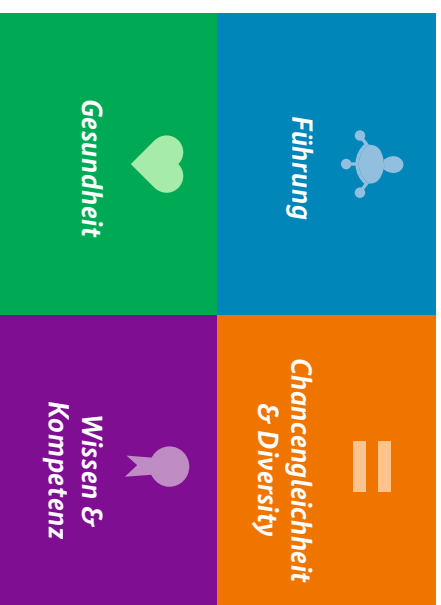 Führung
Chancengleichheit
& Diversity
Gesundheit
Wissen &
Kompetenz